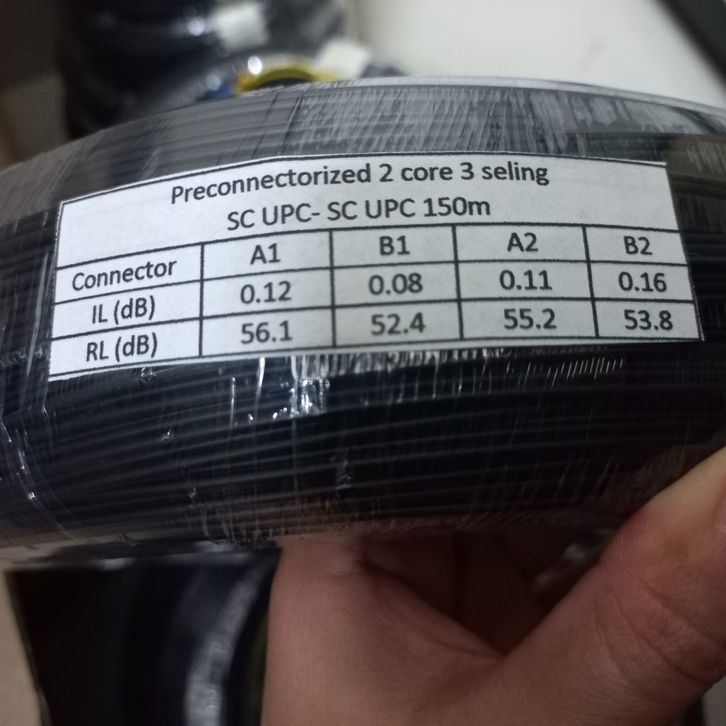 Preconnectorized 2 core 3 seling
SC UPC- SC UPC 150m
Connector A1 B1 A2 B2
IL (dB) 0.12 0.08 0.11 0.16
RL (dB) 56.1 52.4 55.2 53.8